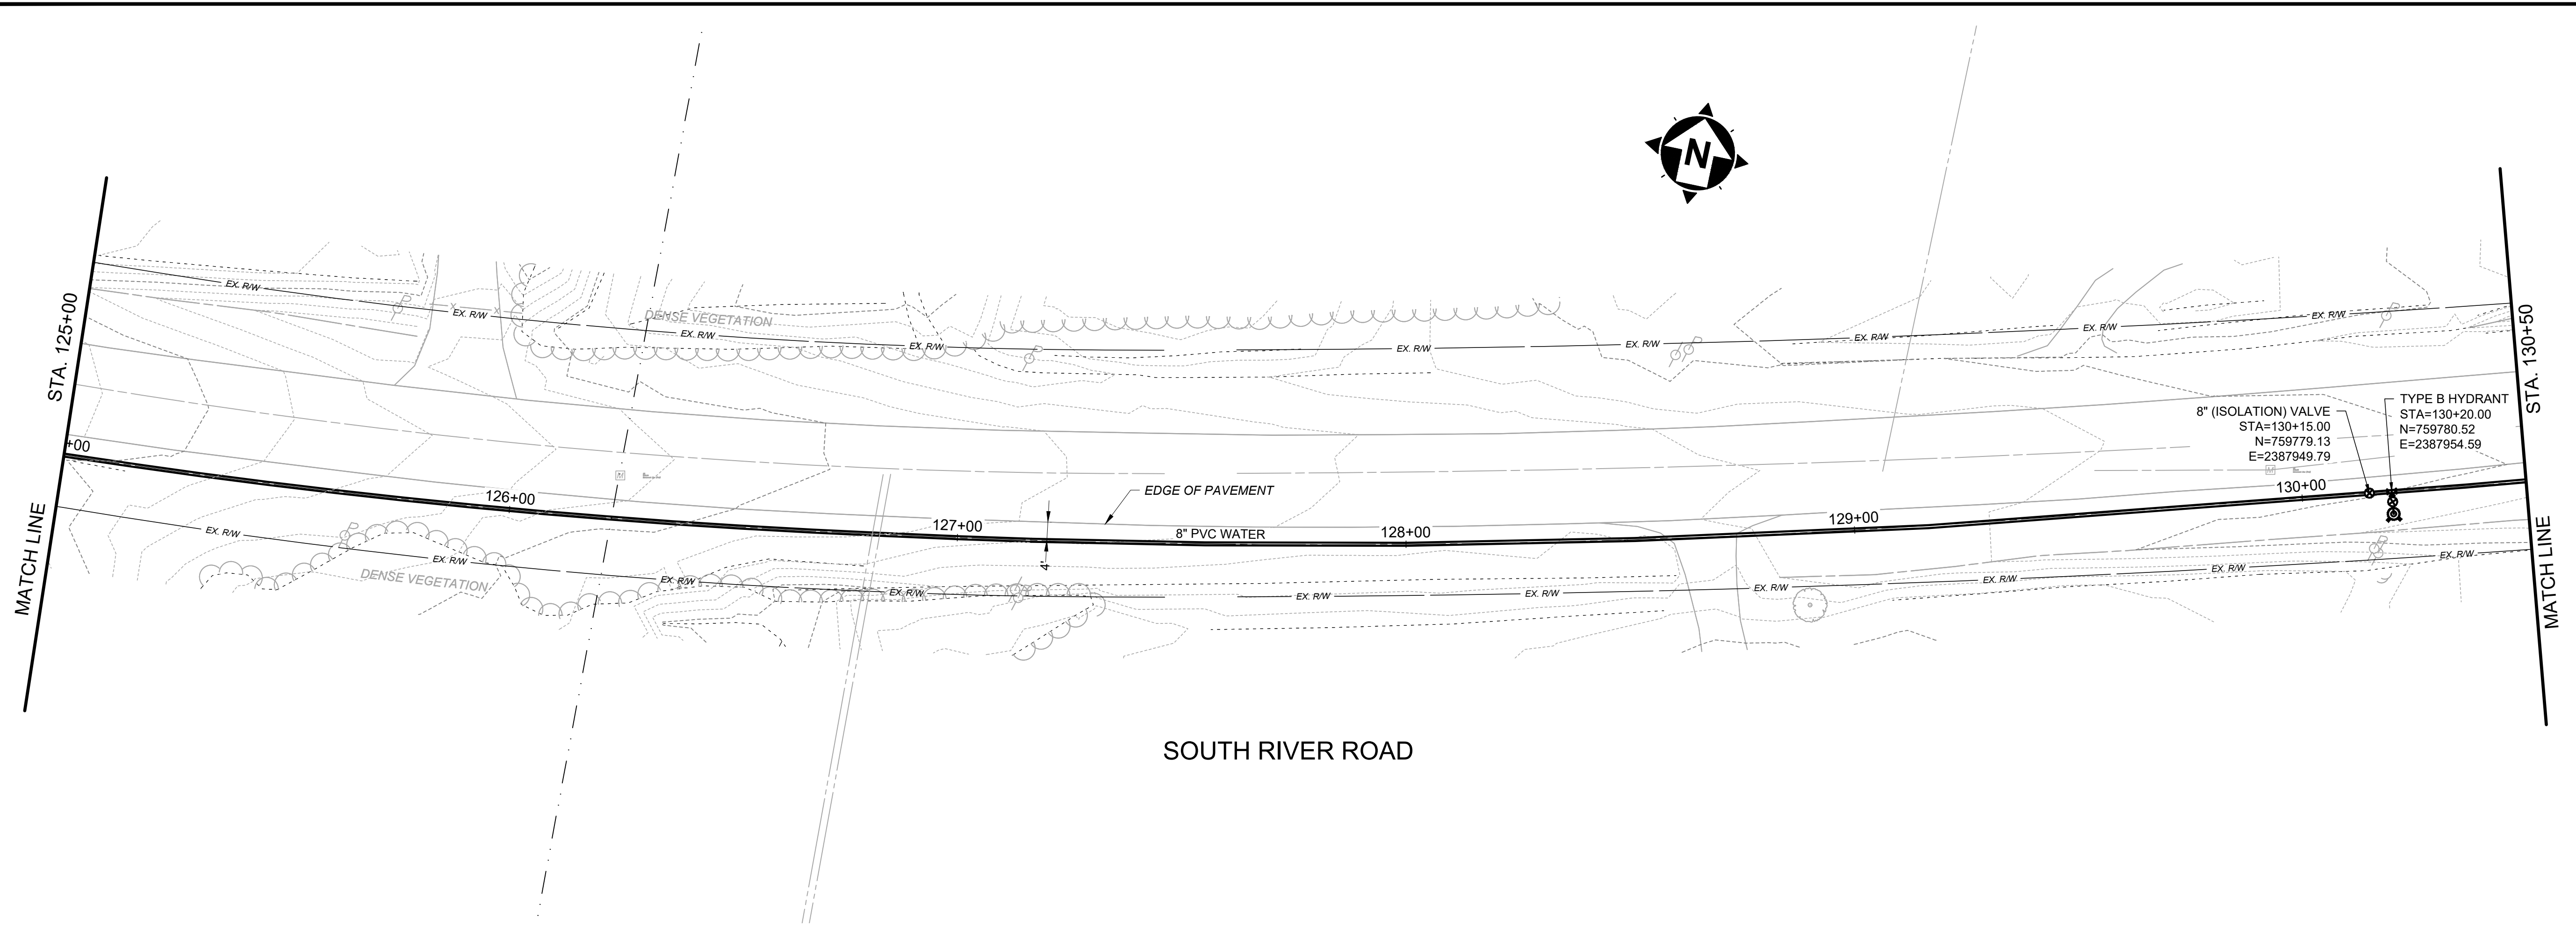 N
STA. 125+00
MATCH LINE
+00
EX. R/W
EX. R/W
DENSE VEGETATION
EX. R/W
EX. R/W
EX. R/W
EX. R/W
EX. R/W
EX. R/W
EX. R/W
STA. 130+50
MATCH LINE
8" (ISOLATION) VALVE
STA=130+15.00
N=759779.13
E=2387949.79
TYPE B HYDRANT
STA=130+20.00
N=759780.52
E=2387954.59
126+00
127+00
EDGE OF PAVEMENT
8" PVC WATER
128+00
129+00
130+00
4'
EX. R/W
EX. R/W
DENSE VEGETATION
EX. R/W
EX. R/W
EX. R/W
EX. R/W
EX. R/W
EX. R/W
EX. R/W
EX. R/W
SOUTH RIVER ROAD